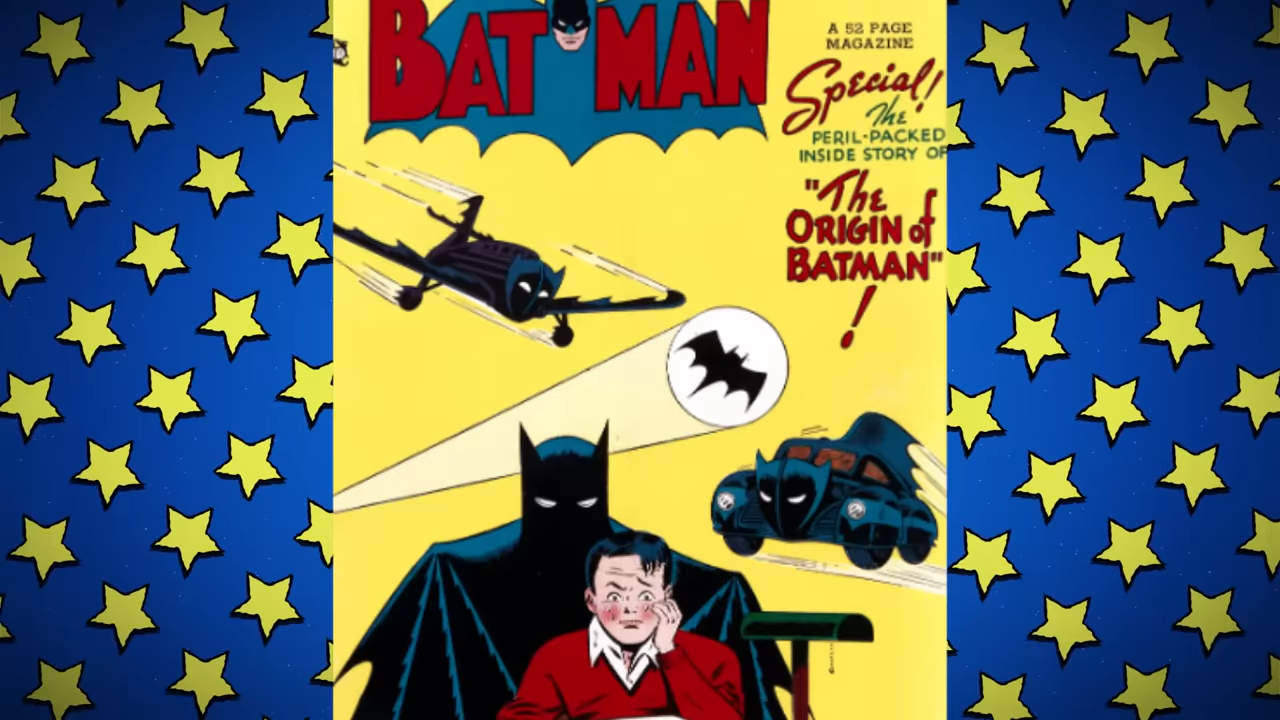 BATMAN
A 52 PAGE
MAGAZINE
Special!
The
PERIL-PACKED
INSIDE STORY OF
"The
ORIGIN of
BATMAN"
!